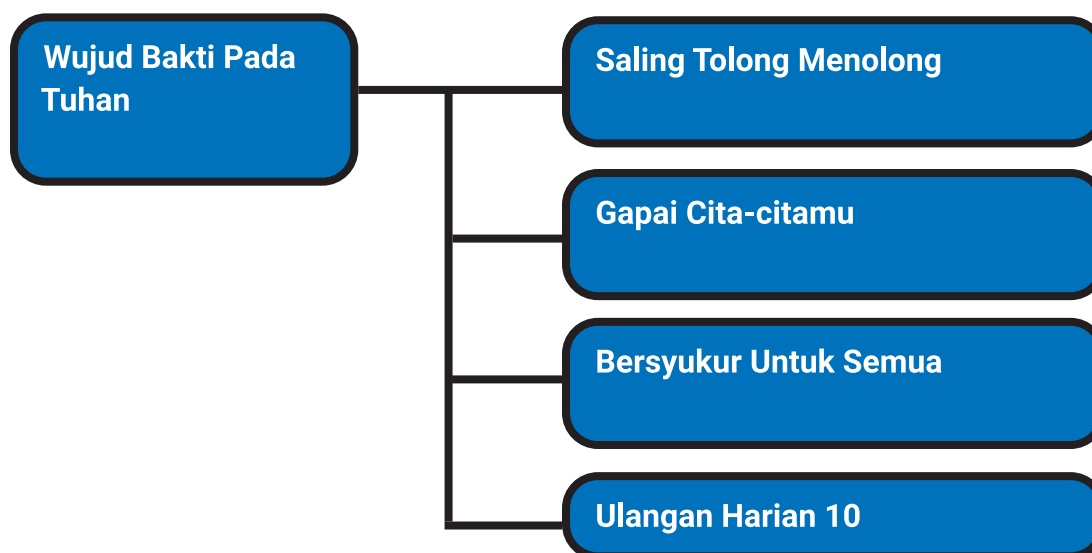 Wujud Bakti Pada
Tuhan
Saling Tolong Menolong
Gapai Cita-citamu
Bersyukur Untuk Semua
Ulangan Harian 10